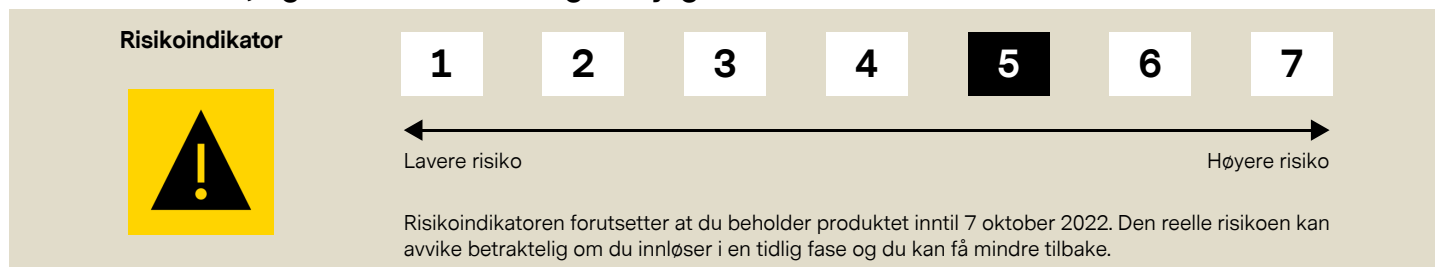 Risikoindikator
1 2 3 4 5 6 7
Lavere risiko Høyere risiko
Risikoindikatoren forutsetter at du beholder produktet inntil 7 oktober 2022. Den reelle risikoen kan
avvike betraktelig om du innløser i en tidlig fase og du kan få mindre tilbake.